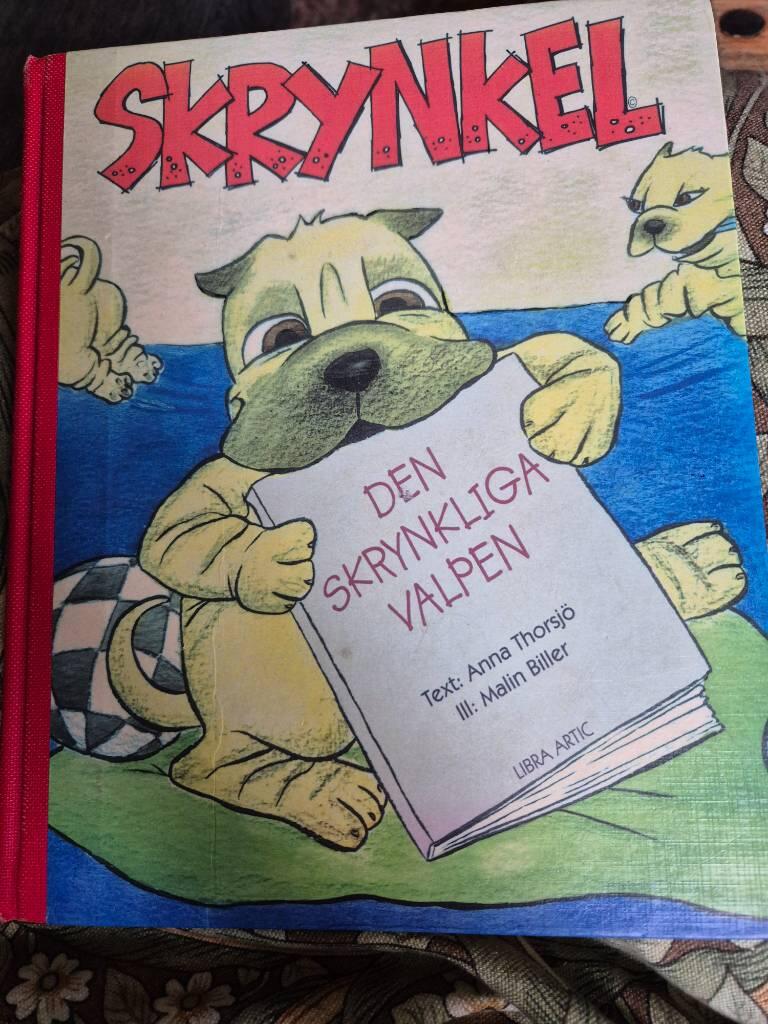 SKRYNKEL ©
DEN
SKRYNKLIGA
VALPEN
Text: Anna Thorsjö
Ill: Malin Biller
LIBRA ARTIC